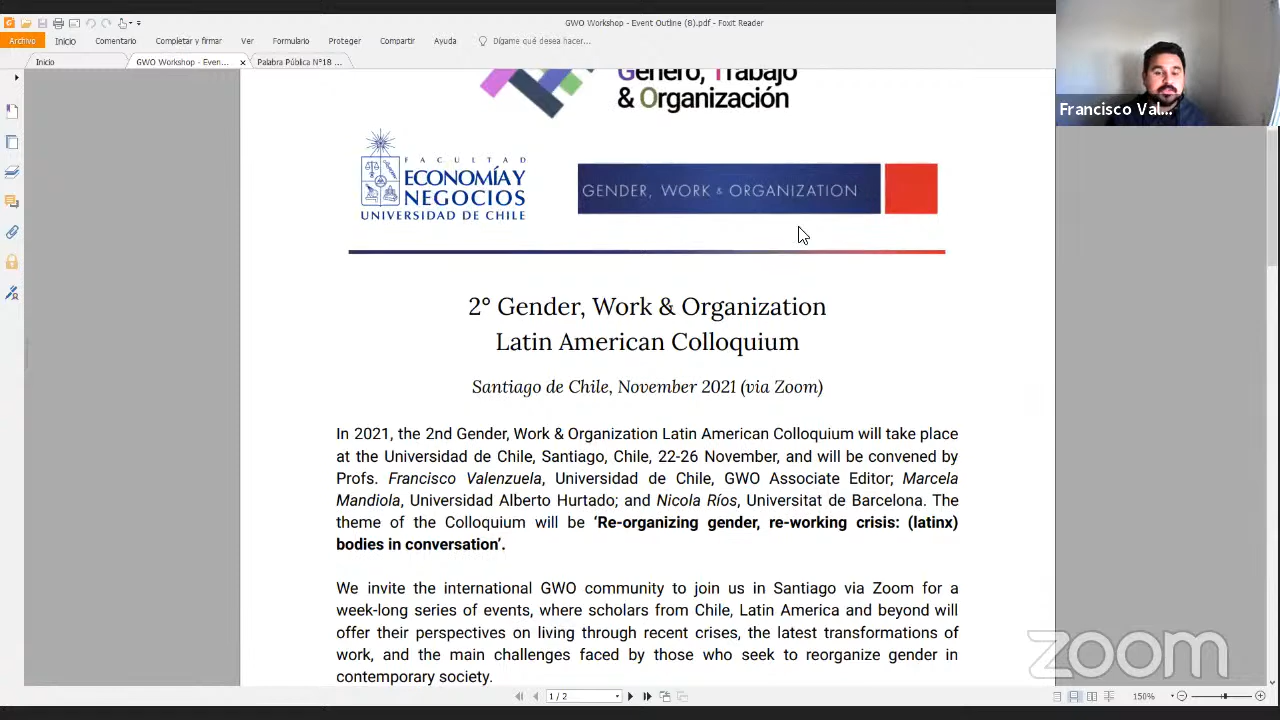 GWO Workshop - Event Outline (8).pdf - Foxit Reader
Archivo Inicio Comentario Completar y firmar Ver Formulario Proteger Compartir Ayuda Dígame qué desea hacer...
Inicio GWO Workshop - Even... Palabra Pública N°18 ...
Género, Trabajo
& Organización
Francisco Val...
FACULTAD
ECONOMÍA Y
NEGOCIOS
UNIVERSIDAD DE CHILE
GENDER, WORK & ORGANIZATION
2° Gender, Work & Organization
Latin American Colloquium
Santiago de Chile, November 2021 (via Zoom)
In 2021, the 2nd Gender, Work & Organization Latin American Colloquium will take place
at the Universidad de Chile, Santiago, Chile, 22-26 November, and will be convened by
Profs. Francisco Valenzuela, Universidad de Chile, GWO Associate Editor; Marcela
Mandiola, Universidad Alberto Hurtado; and Nicola Ríos, Universitat de Barcelona. The
theme of the Colloquium will be ‘Re-organizing gender, re-working crisis: (latinx)
bodies in conversation’.
We invite the international GWO community to join us in Santiago via Zoom for a
week-long series of events, where scholars from Chile, Latin America and beyond will
offer their perspectives on living through recent crises, the latest transformations of
work, and the main challenges faced by those who seek to reorganize gender in
contemporary society.
zoom
1 / 2
150%